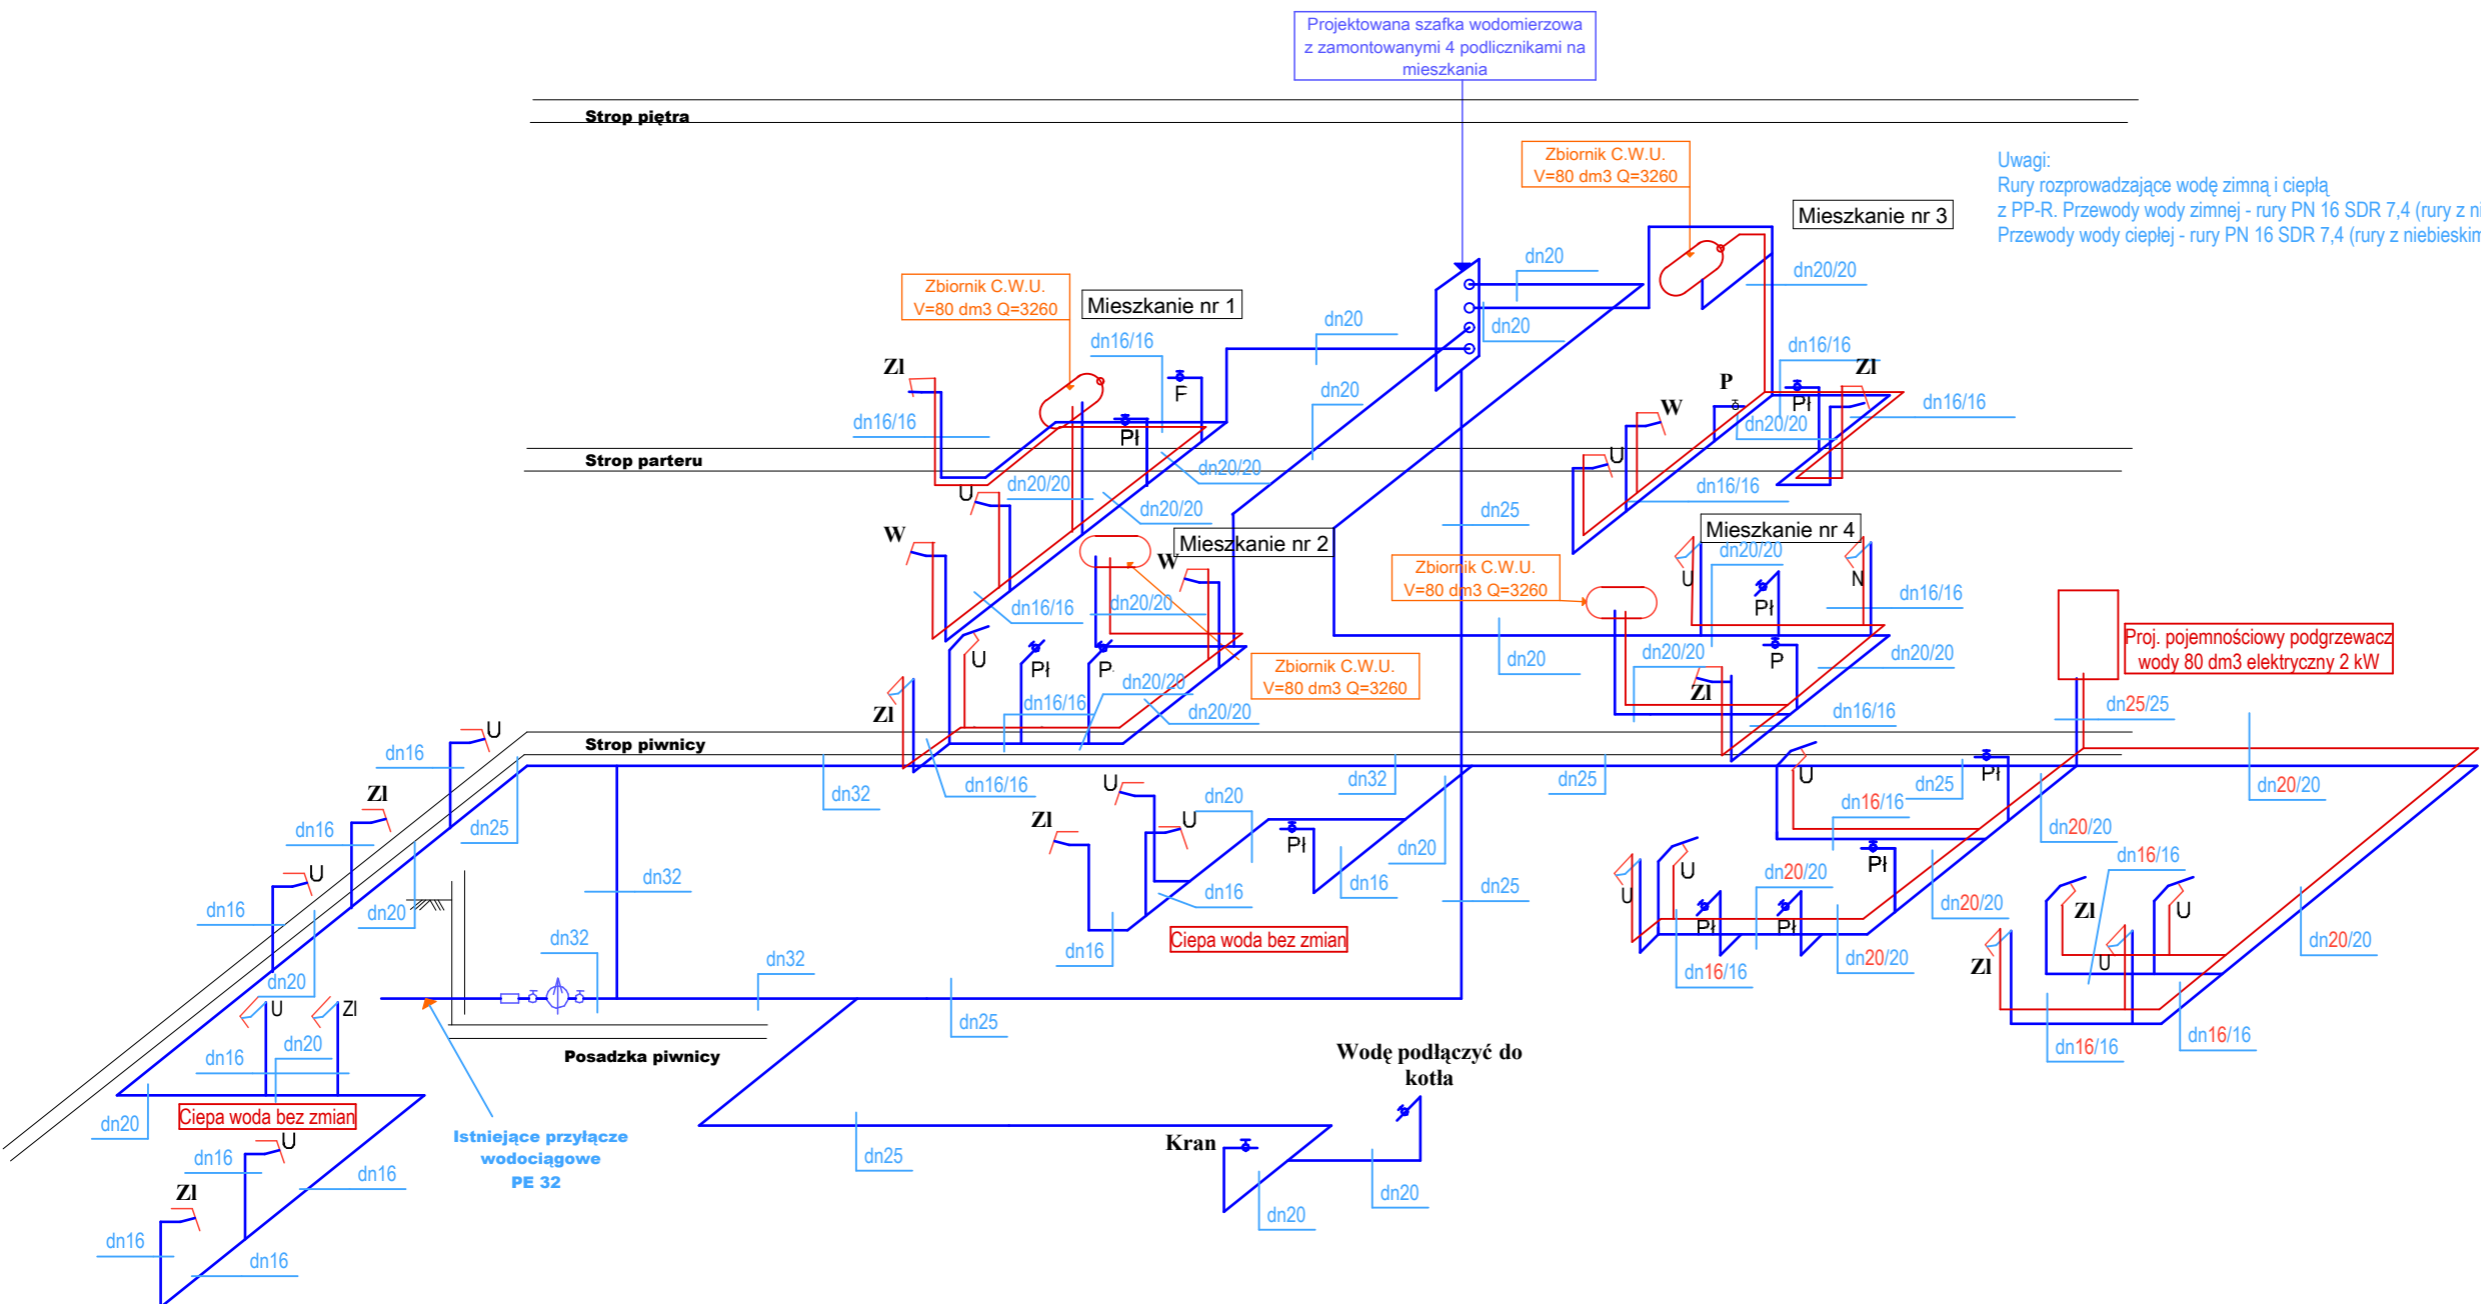 Projektowana szafka wodomierzowa
z zamontowanymi 4 podlicznikami na
mieszkania
Strop piętra
Zbiornik C.W.U.
V=80 dm3 Q=3260
Uwagi:
Rury rozprowadzające wodę zimną i ciepłą
z PP-R. Przewody wody zimnej - rury PN 16 SDR 7,4 (rury z ni
Przewody wody ciepłej - rury PN 16 SDR 7,4 (rury z niebieskim
Mieszkanie nr 3
dn20
dn20/20
Zbiornik C.W.U.
V=80 dm3 Q=3260
Mieszkanie nr 1
dn20
dn20
dn16/16
dn16/16
Zl
Zl
F
P
Pł
dn20
dn16/16
W
dn20/20
dn16/16
Pł
Strop parteru
U
dn20/20
dn20/20
dn16/16
U
dn20/20
dn25
W
Mieszkanie nr 2
Mieszkanie nr 4
W
dn20/20
Zbiornik C.W.U.
V=80 dm3 Q=3260
U
N
dn16/16
dn16/16
dn20/20
Pł
U
Pł
P
Zbiornik C.W.U.
V=80 dm3 Q=3260
dn20
dn20/20
P
dn20/20
Proj. pojemnościowy podgrzewacz
wody 80 dm3 elektryczny 2 kW
dn20/20
Zl
Zl
dn16/16
dn20/20
dn16/16
dn25/25
U
Strop piwnicy
dn16
dn16/16
dn32
dn32
dn25
U
Pł
dn20/20
U
Zl
dn20
dn16/16
dn25
dn16
dn25
Zl
U
Pł
dn20
dn20/20
Pł
dn16/16
U
dn32
dn16
dn16
dn25
U
U
dn20/20
dn16
dn20
dn20/20
Zl
U
dn32
dn16
Ciepa woda bez zmian
Pł
Pł
dn20/20
dn32
dn16/16
dn20/20
Zl
U
dn20
U
Zl
dn25
dn16
dn20
dn16/16
dn16/16
Posadzka piwnicy
Wodę podłączyć do
kotła
dn20
Ciepa woda bez zmian
Istniejące przyłącze
wodociągowe
PE 32
U
Kran
dn25
dn16
dn16
Zl
dn20
dn20
dn16
dn16